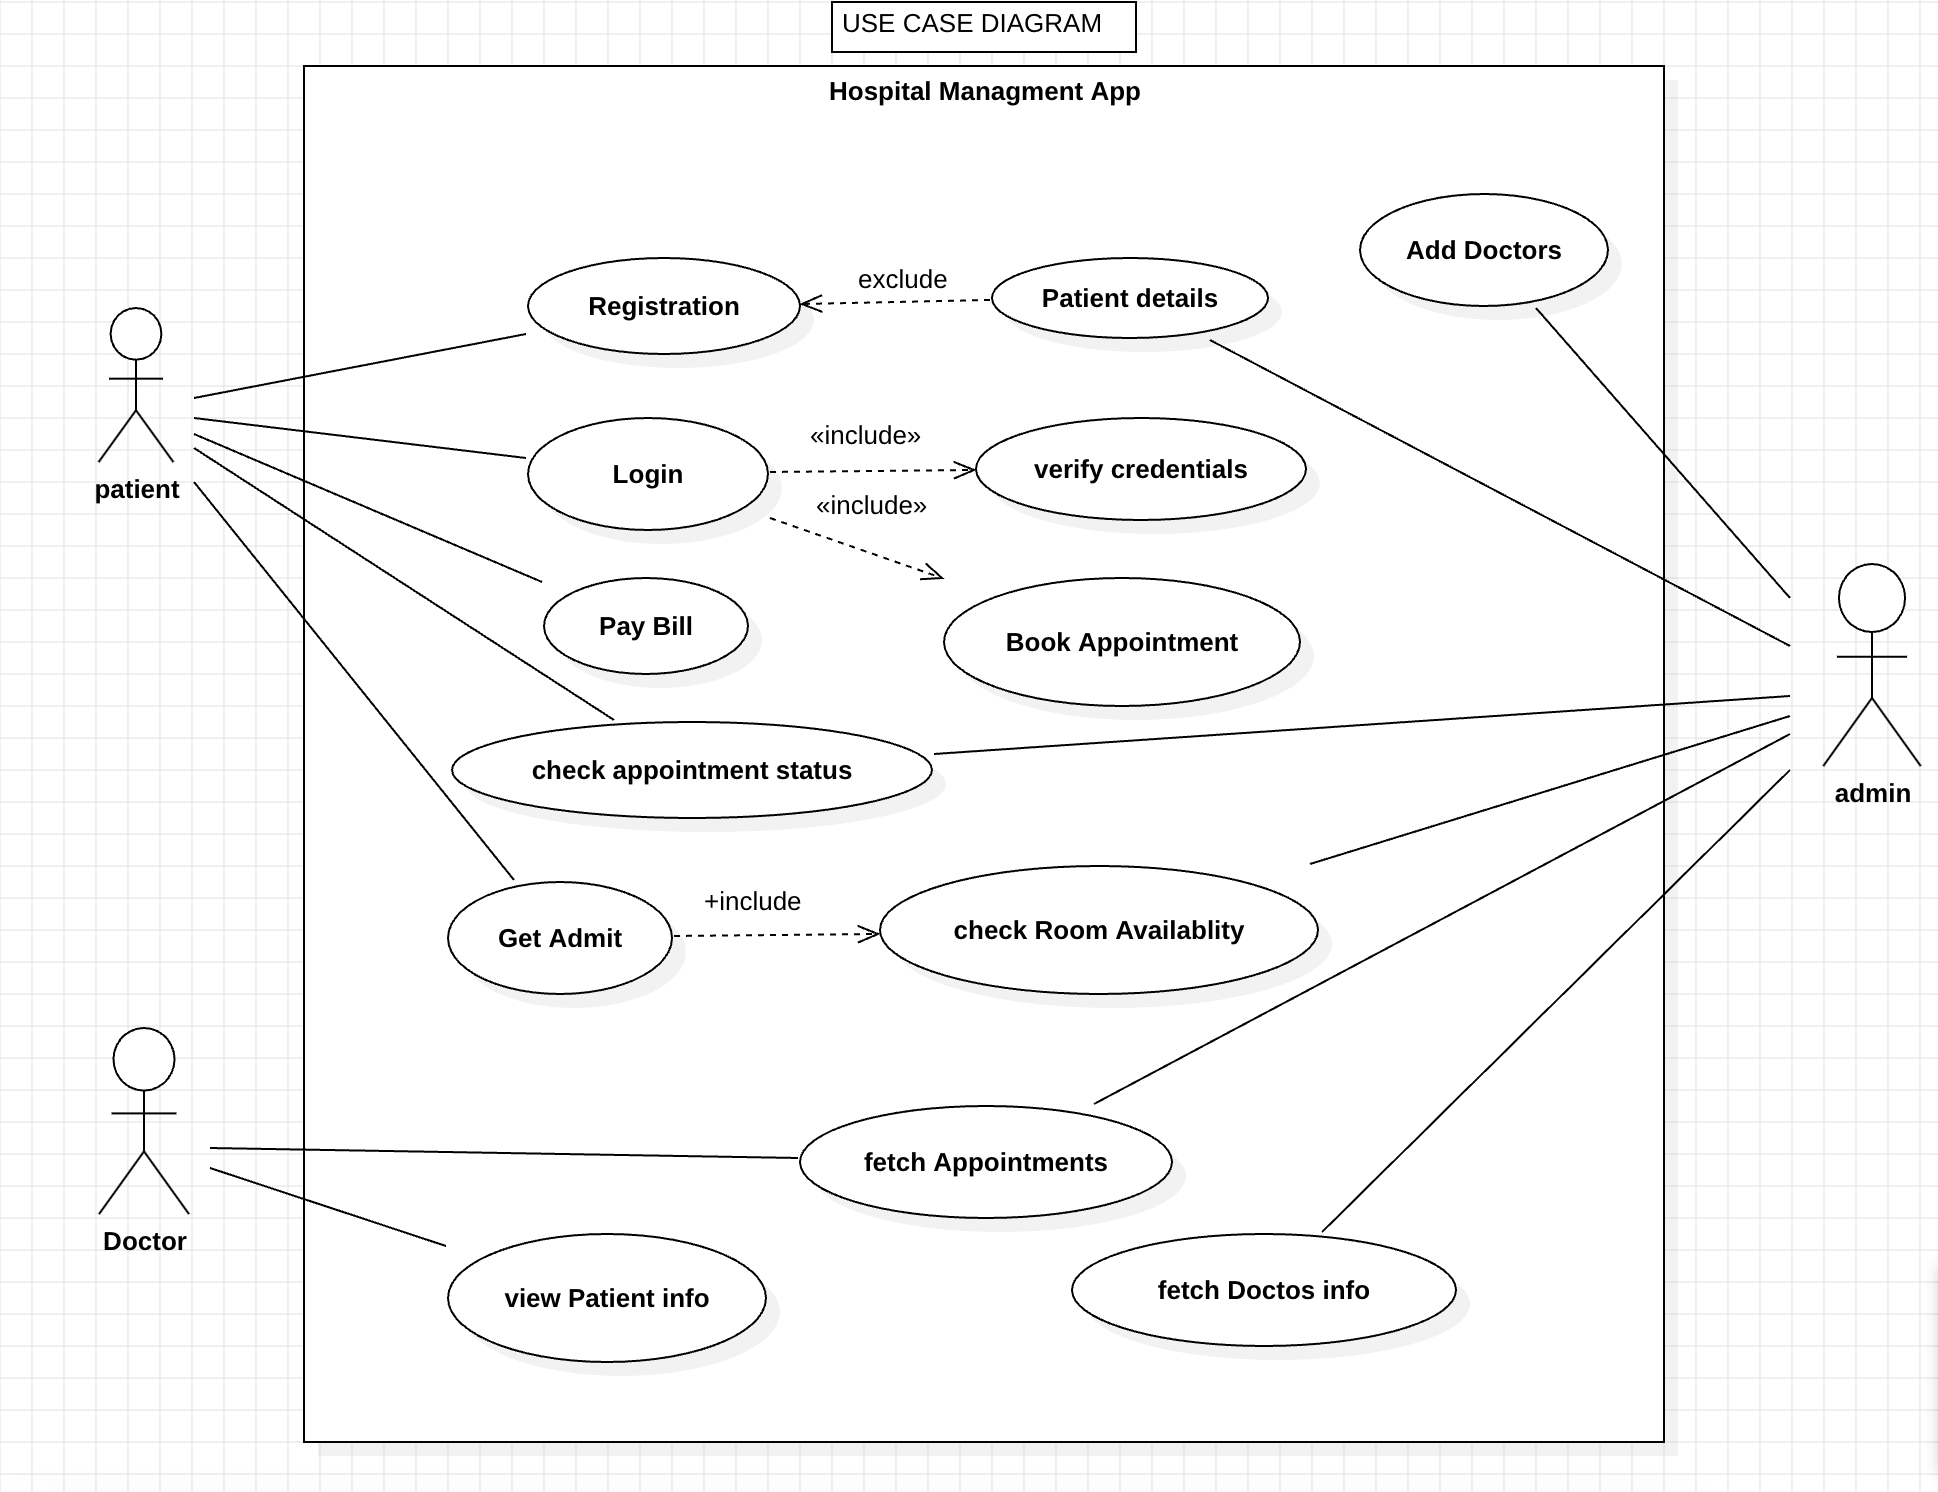 USE CASE DIAGRAM
Hospital Managment App
Add Doctors
exclude
Registration
Patient details
patient
«include»
Login
verify credentials
«include»
Pay Bill
Book Appointment
check appointment status
admin
+include
Get Admit
check Room Availablity
Doctor
fetch Appointments
view Patient info
fetch Doctos info